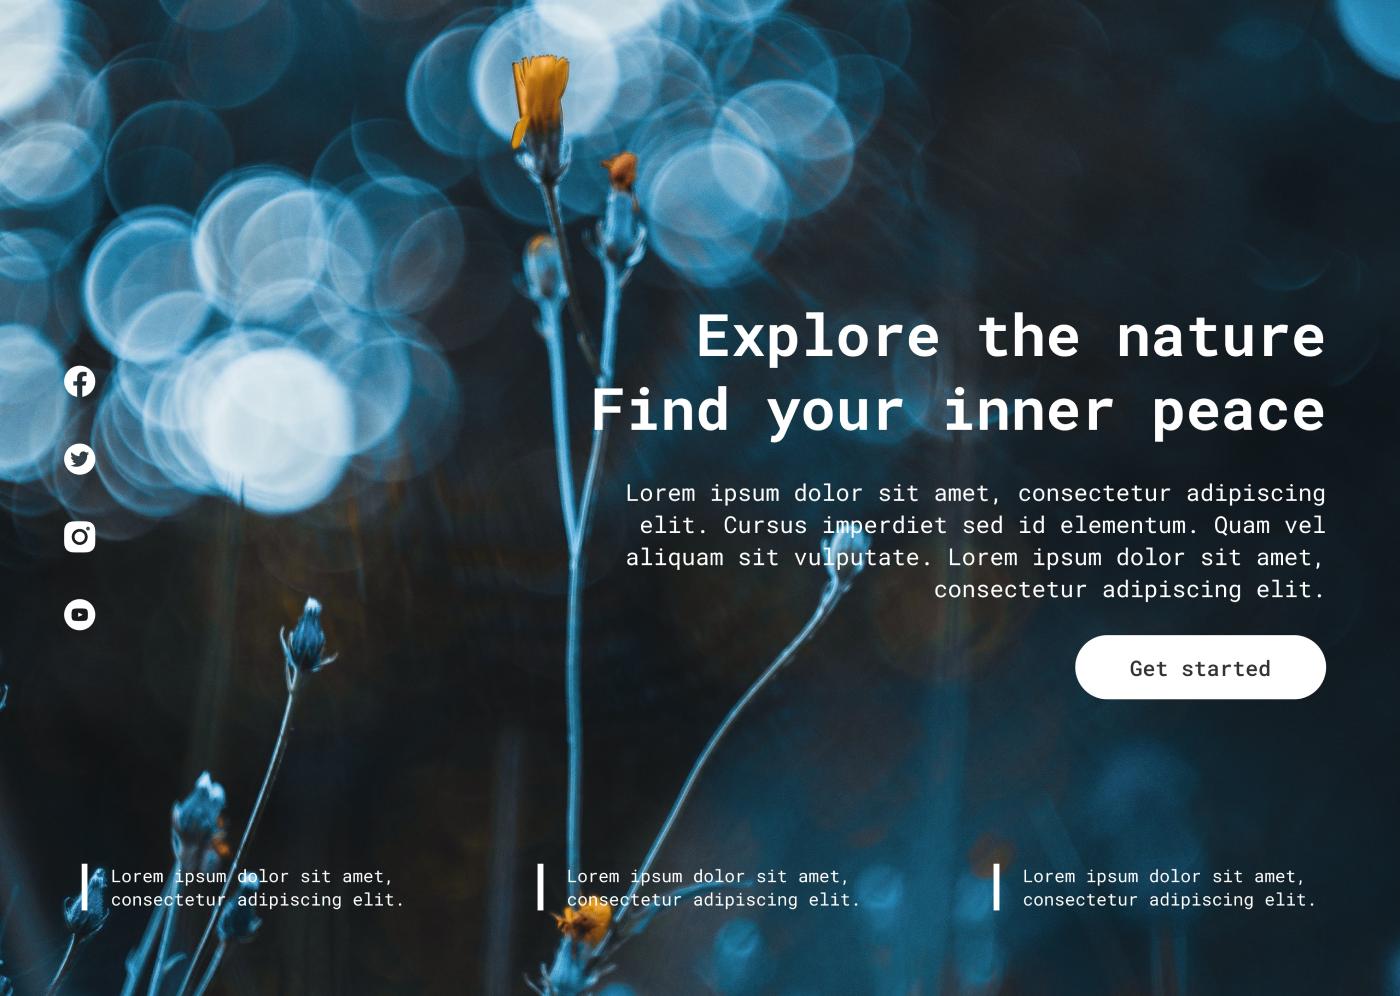 Explore the nature
Find your inner peace
Lorem ipsum dolor sit amet, consectetur adipiscing
elit. Cursus imperdiet sed id elementum. Quam vel
aliquam sit vulputate. Lorem ipsum dolor sit amet,
consectetur adipiscing elit.
Get started
Lorem ipsum dolor sit amet,
consectetur adipiscing elit.
Lorem ipsum dolor sit amet,
consectetur adipiscing elit.
Lorem ipsum dolor sit amet,
consectetur adipiscing elit.